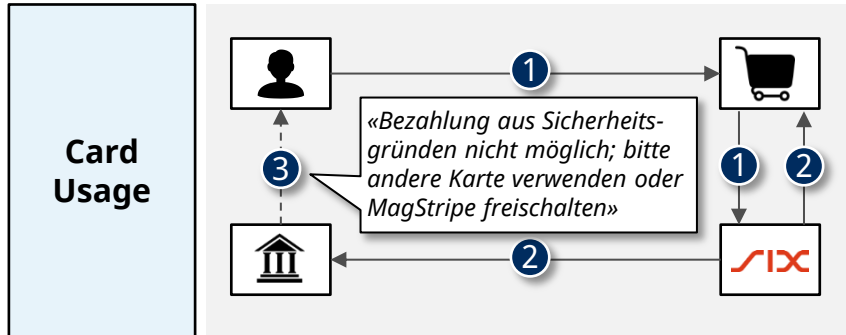 Card
Usage
1
«Bezahlung aus Sicherheits-
gründen nicht möglich; bitte
andere Karte verwenden oder
MagStripe freischalten»
3
1
2
2
SIX